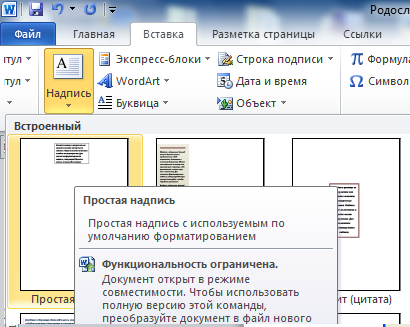 Родосл
Файл Главная Вставка Разметка страницы Ссылки
тул Экспресс-блоки Строка подписи Формула
WordArt Дата и время Символ
Надпись Буквица Объект
Встроенный
Простая надпись
Простая надпись с используемым по
умолчанию форматированием
Функциональность ограничена.
Простая ит (цитата)
Документ открыт в режиме
совместимости. Чтобы использовать
полную версию этой команды,
преобразуйте документ в файл нового